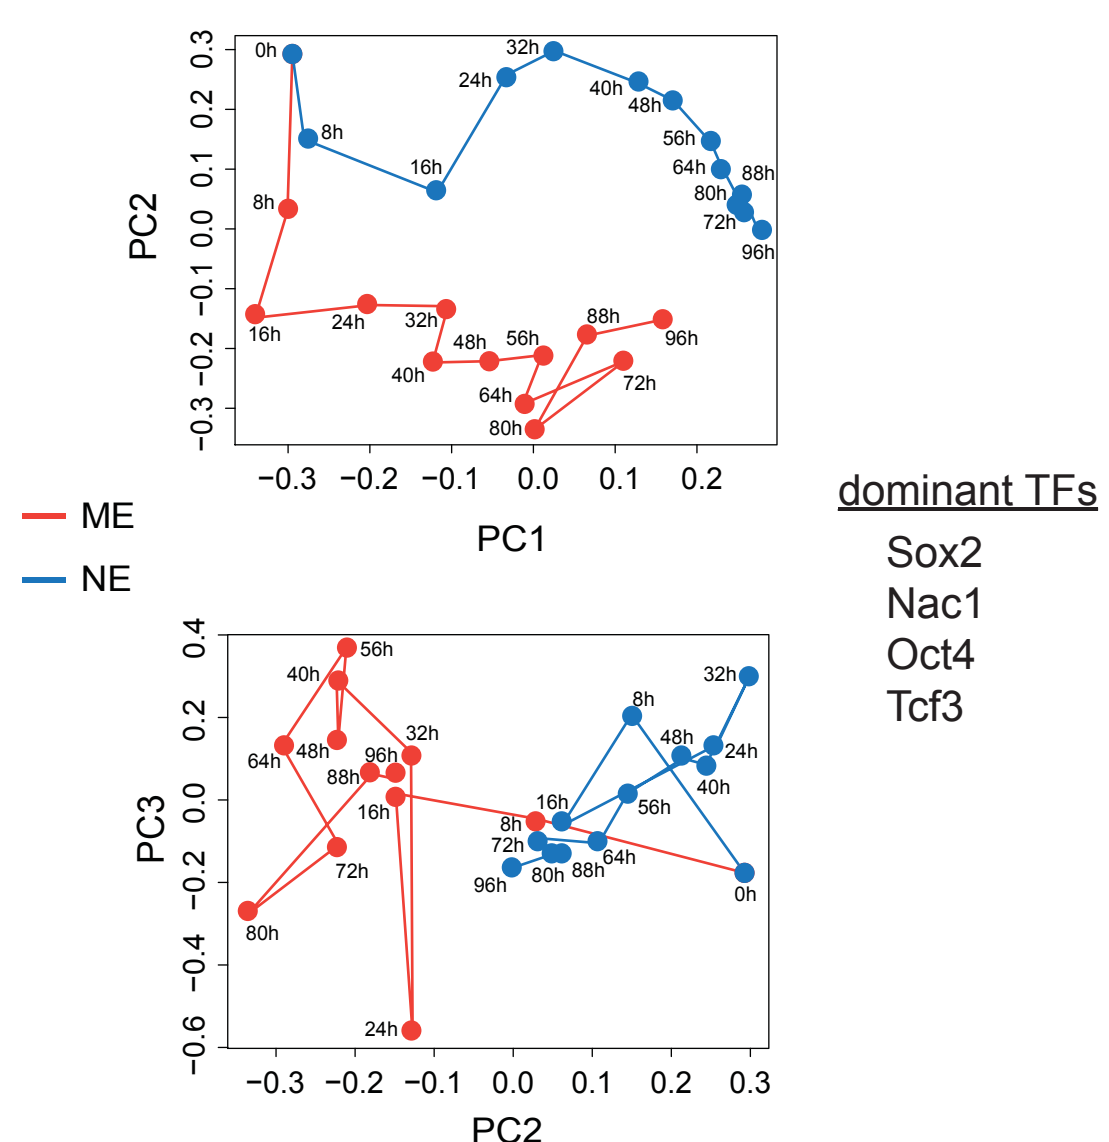 0.3
0.2
0.1
0.0
−0.1
−0.2
−0.3
PC2
0h
8h
16h
24h
32h
40h
48h
56h
64h
88h
80h
72h
96h
8h
16h
24h
32h
40h
48h
56h
64h
80h
88h
72h
96h
−0.3
−0.2
−0.1
0.0
0.1
0.2
PC1
ME
NE
dominant TFs
Sox2
Nac1
Oct4
Tcf3
0.4
0.2
0.0
−0.2
−0.4
−0.6
PC3
56h
40h
64h
48h
32h
96h
88h
16h
8h
72h
80h
24h
32h
8h
48h
24h
40h
16h
56h
72h
64h
96h
80h
88h
0h
−0.3
−0.2
−0.1
0.0
0.1
0.2
0.3
PC2